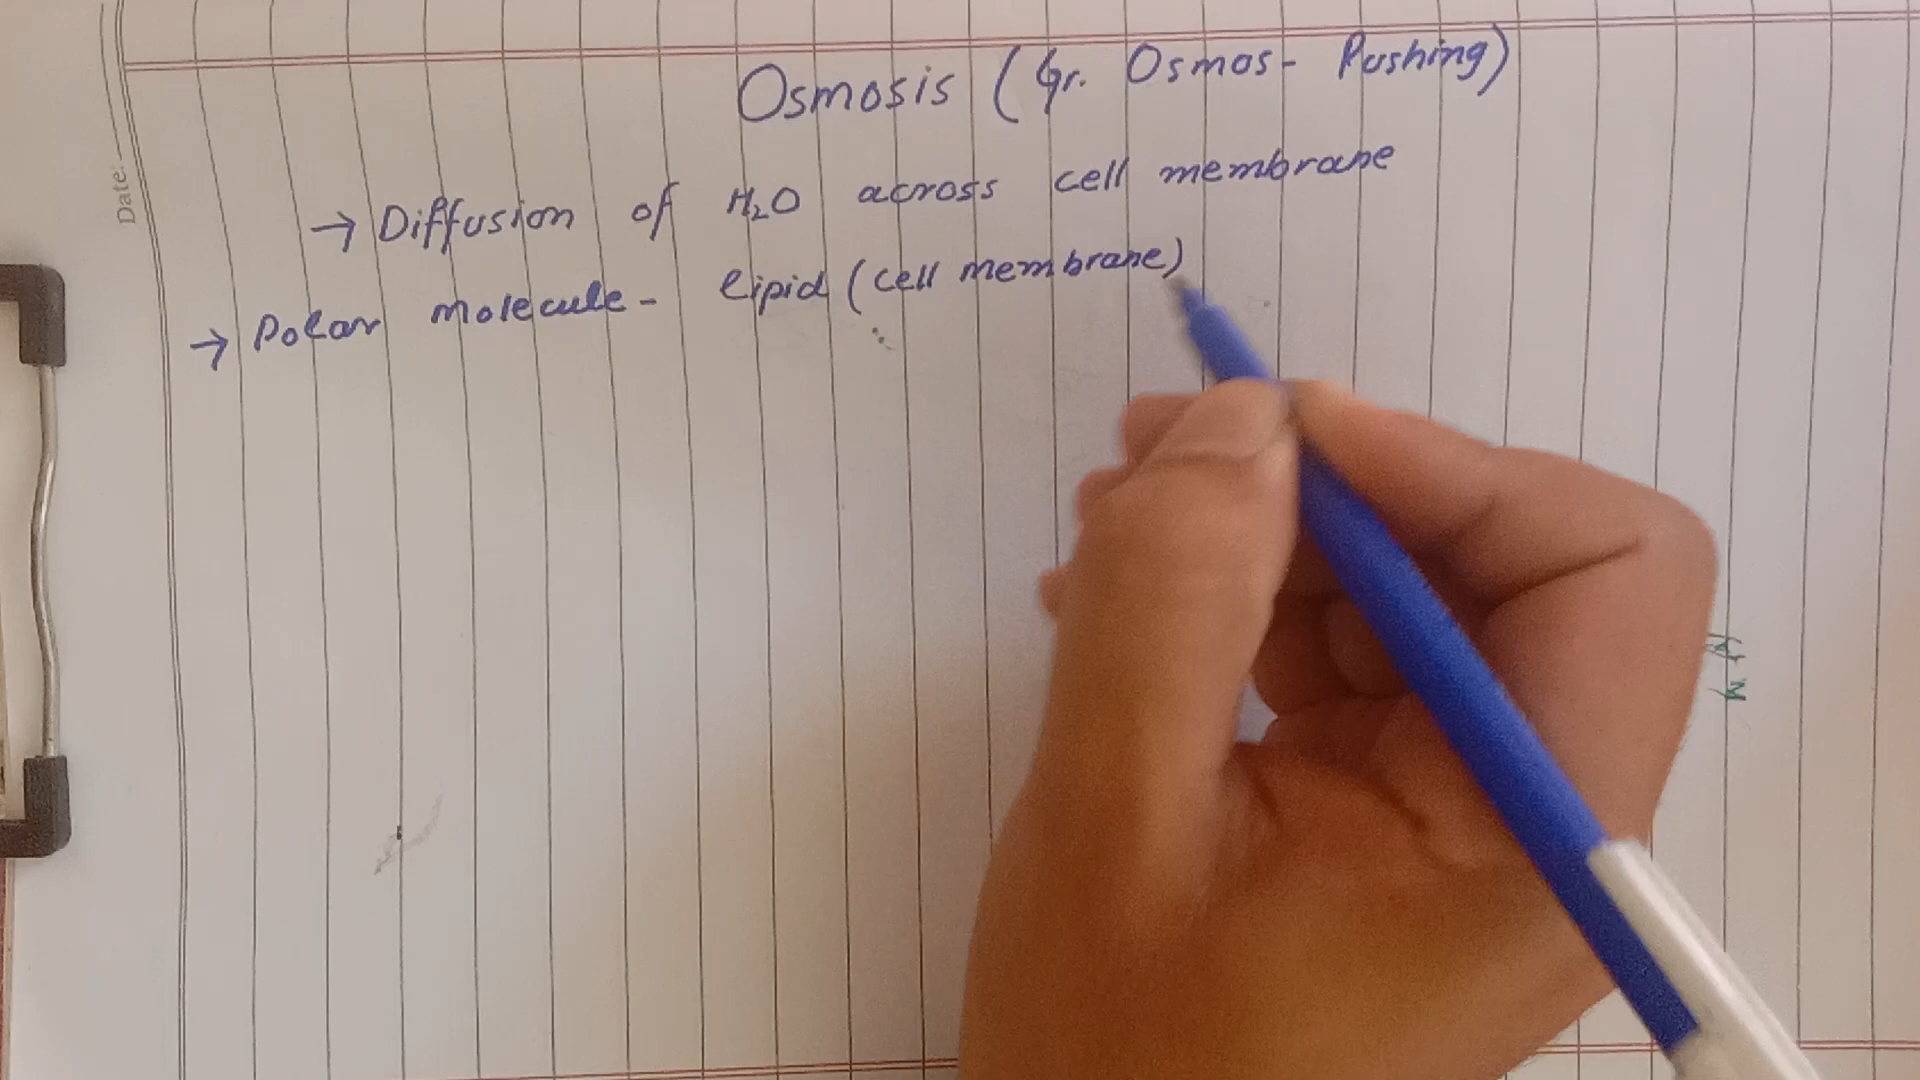 Osmosis (Gr. Osmos- Pushing)
→ Diffusion of H₂O across cell membrane
→ Polar molecule - lipid (cell membrane)
Date: